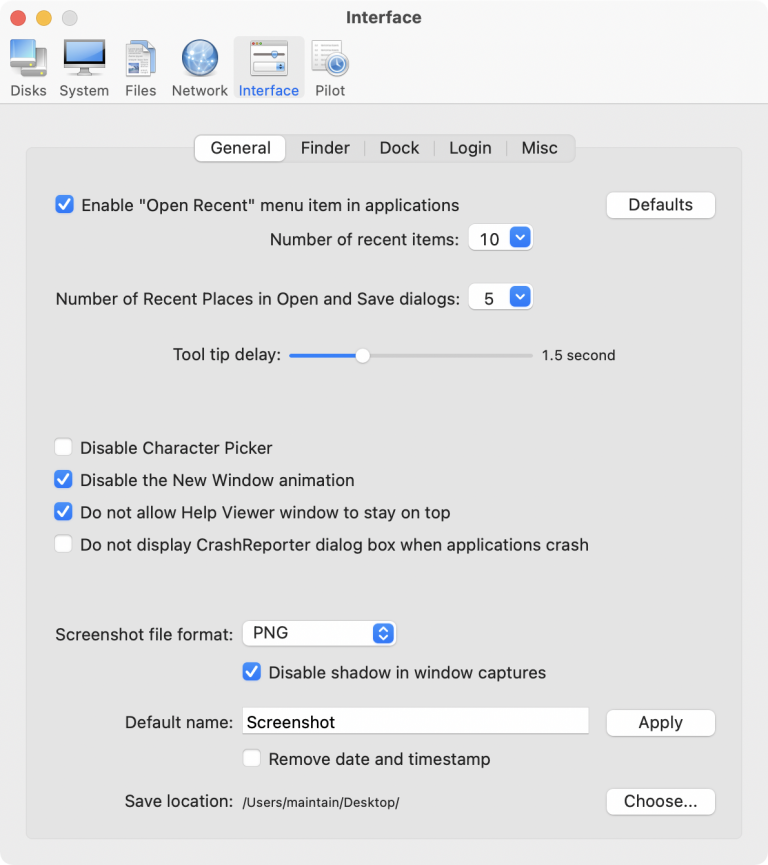 Interface
Disks System Files Network Interface Pilot
General Finder Dock Login Misc
Enable "Open Recent" menu item in applications Defaults
Number of recent items: 10
Number of Recent Places in Open and Save dialogs: 5
Tool tip delay: 1.5 second
Disable Character Picker
Disable the New Window animation
Do not allow Help Viewer window to stay on top
Do not display CrashReporter dialog box when applications crash
Screenshot file format: PNG
Disable shadow in window captures
Default name: Screenshot Apply
Remove date and timestamp
Save location: /Users/maintain/Desktop/ Choose...